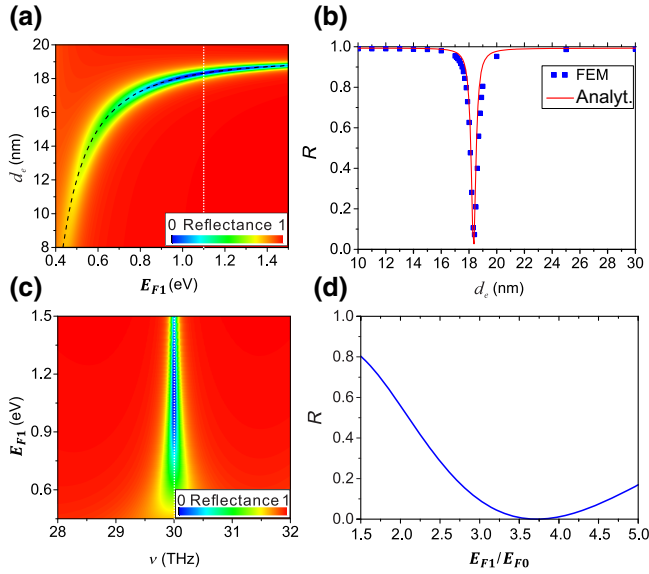 (a)
20
18
16
14
12
10
8
d_e (nm)
0 Reflectance 1
0.4 0.6 0.8 1.0 1.2 1.4
E_F1 (eV)
(b)
1.0
0.8
0.6
0.4
0.2
0.0
R
FEM
Analyt.
10 12 14 16 18 20 22 24 26 28 30
d_e (nm)
(c)
1.5
1.2
0.9
0.6
E_F1 (eV)
0 Reflectance 1
28 29 30 31 32
ν (THz)
(d)
1.0
0.8
0.6
0.4
0.2
0.0
R
1.5 2.0 2.5 3.0 3.5 4.0 4.5 5.0
E_F1/E_F0